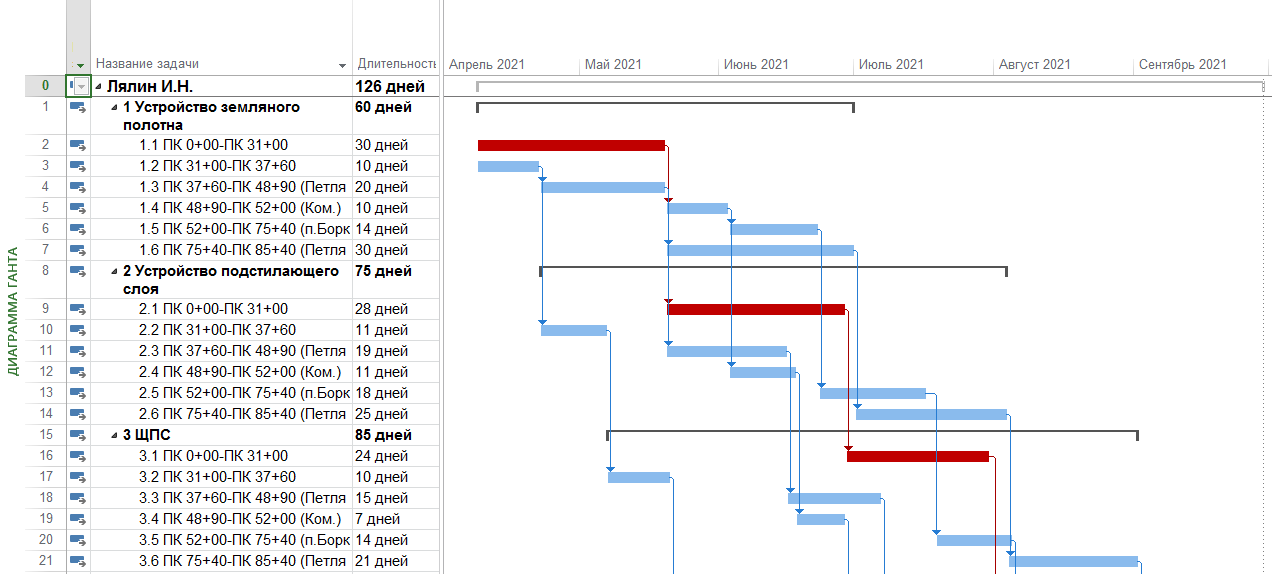 Название задачи Длительность Апрель 2021 Май 2021 Июнь 2021 Июль 2021 Август 2021 Сентябрь 2021
0 Лялин И.Н. 126 дней
1 1 Устройство земляного 60 дней
полотна
2 1.1 ПК 0+00-ПК 31+00 30 дней
3 1.2 ПК 31+00-ПК 37+60 10 дней
4 1.3 ПК 37+60-ПК 48+90 (Петля 20 дней
5 1.4 ПК 48+90-ПК 52+00 (Ком.) 10 дней
6 1.5 ПК 52+00-ПК 75+40 (п.Борк 14 дней
7 1.6 ПК 75+40-ПК 85+40 (Петля 30 дней
8 2 Устройство подстилающего 75 дней
слоя
9 2.1 ПК 0+00-ПК 31+00 28 дней
10 2.2 ПК 31+00-ПК 37+60 11 дней
11 2.3 ПК 37+60-ПК 48+90 (Петля 19 дней
12 2.4 ПК 48+90-ПК 52+00 (Ком.) 11 дней
13 2.5 ПК 52+00-ПК 75+40 (п.Борк 18 дней
14 2.6 ПК 75+40-ПК 85+40 (Петля 25 дней
15 3 ЩПС 85 дней
16 3.1 ПК 0+00-ПК 31+00 24 дней
17 3.2 ПК 31+00-ПК 37+60 10 дней
18 3.3 ПК 37+60-ПК 48+90 (Петля 15 дней
19 3.4 ПК 48+90-ПК 52+00 (Ком.) 7 дней
20 3.5 ПК 52+00-ПК 75+40 (п.Борк 14 дней
21 3.6 ПК 75+40-ПК 85+40 (Петля 21 дней
ДИАГРАММА ГАНТА